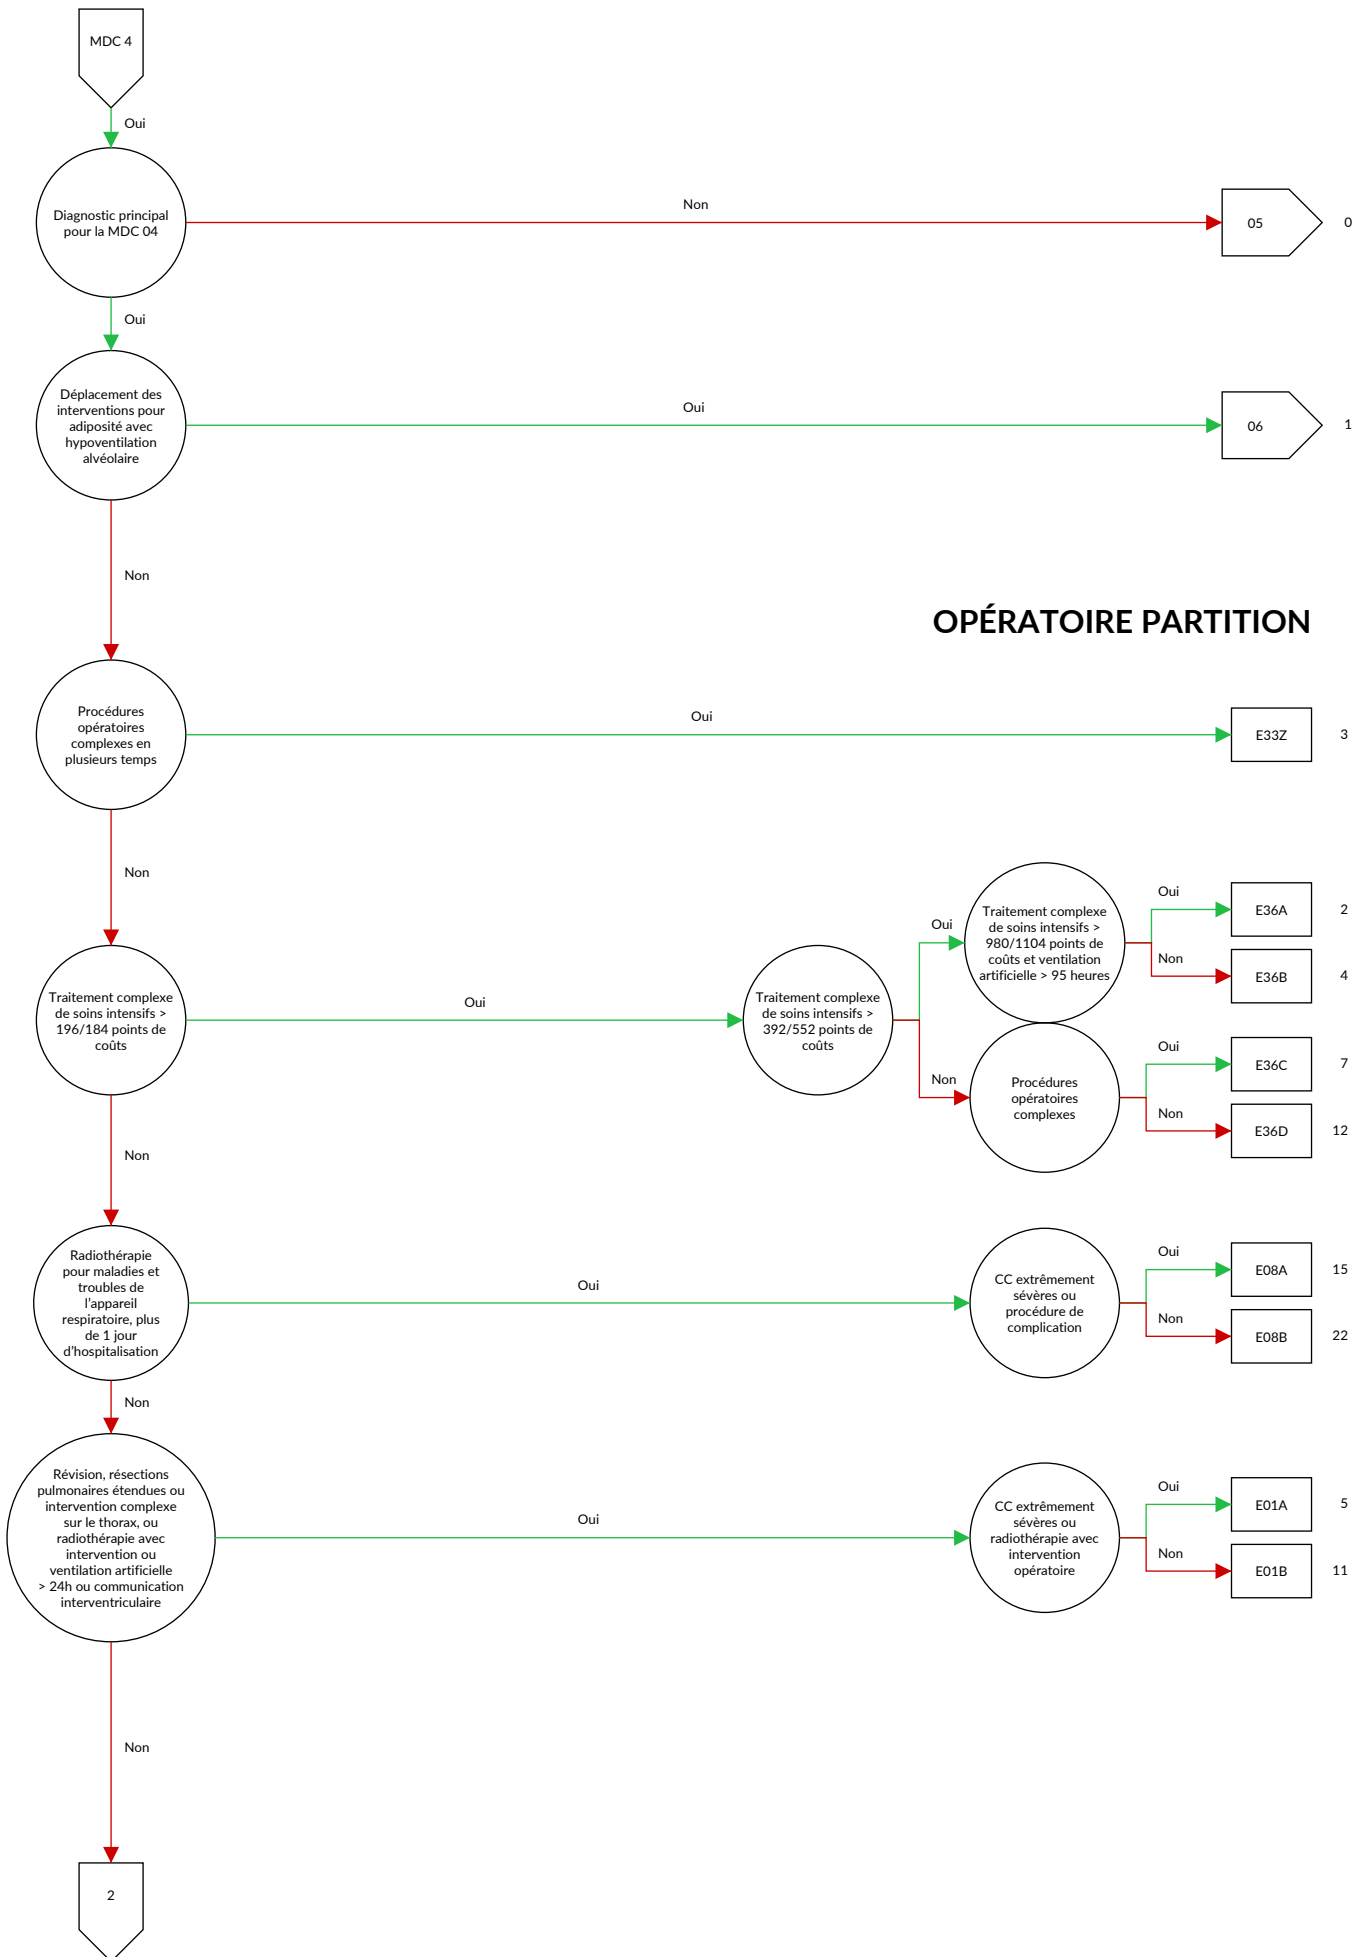 MDC 4
Oui
Diagnostic principal
pour la MDC 04
Non
05
0
Oui
Déplacement des
interventions pour
adiposité avec
hypoventilation
alvéolaire
Oui
06
1
Non
OPÉRATOIRE PARTITION
Procédures
opératoires
complexes en
plusieurs temps
Oui
E33Z
3
Non
Traitement complexe
de soins intensifs >
196/184 points de
coûts
Oui
Traitement complexe
de soins intensifs >
392/552 points de
coûts
Oui
Traitement complexe
de soins intensifs >
980/1104 points de
coûts et ventilation
artificielle > 95 heures
Oui
E36A
2
Non
E36B
4
Non
Procédures
opératoires
complexes
Oui
E36C
7
Non
E36D
12
Non
Radiothérapie
pour maladies et
troubles de
l'appareil
respiratoire, plus
de 1 jour
d'hospitalisation
Oui
CC extrêmement
sévères ou
procédure de
complication
Oui
E08A
15
Non
E08B
22
Non
Révision, résections
pulmonaires étendues ou
intervention complexe
sur le thorax, ou
radiothérapie avec
intervention ou
ventilation artificielle
> 24h ou communication
interventriculaire
Oui
CC extrêmement
sévères ou
radiothérapie avec
intervention
opératoire
Oui
E01A
5
Non
E01B
11
Non
2